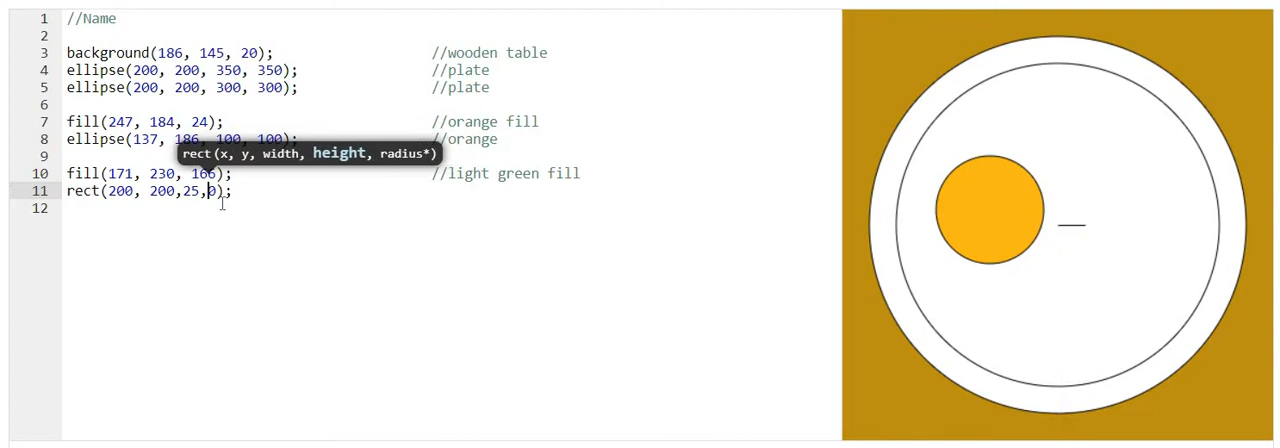 1 //Name
2
3 background(186, 145, 20); //wooden table
4 ellipse(200, 200, 350, 350); //plate
5 ellipse(200, 200, 300, 300); //plate
6
7 fill(247, 184, 24); //orange fill
8 ellipse(137, 186, 100, 100); //orange
rect(x, y, width, height, radius*)
9
10 fill(171, 230, 166); //light green fill
11 rect(200, 200,25,0);
12